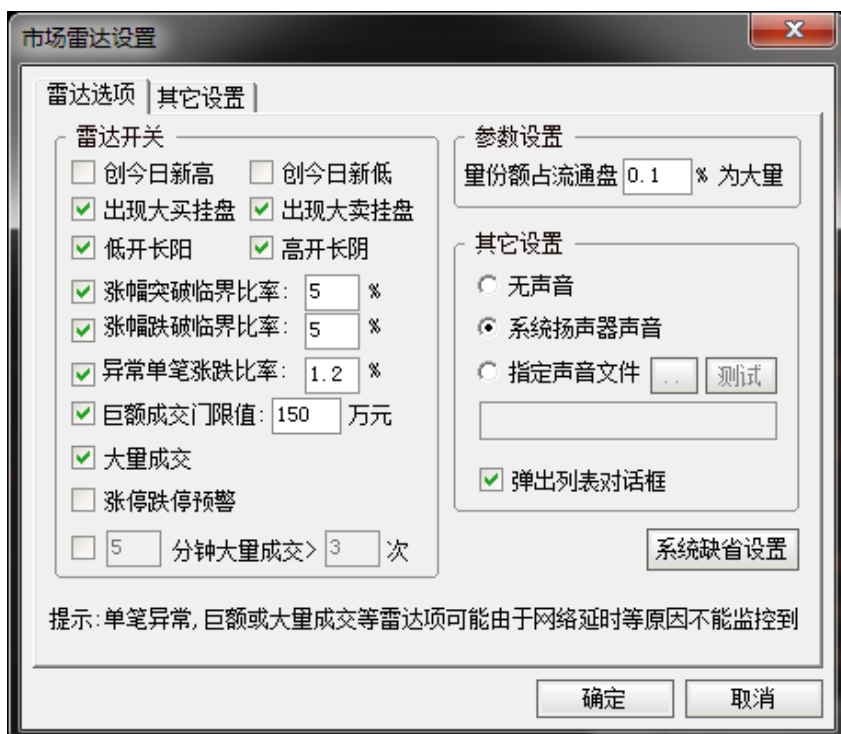 市场雷达设置
雷达选项 其它设置
雷达开关
创今日新高 创今日新低
出现大买挂盘 出现大卖挂盘
低开长阳 高开长阴
涨幅突破临界比率: 5 %
涨幅跌破临界比率: 5 %
异常单笔涨跌比率: 1.2 %
巨额成交门限值: 150 万元
大量成交
涨停跌停预警
5 分钟大量成交> 3 次
参数设置
量份额占流通盘 0.1 % 为大量
其它设置
无声音
系统扬声器声音
指定声音文件 .. 测试
弹出列表对话框
系统缺省设置
提示:单笔异常,巨额或大量成交等雷达项可能由于网络延时等原因不能监控到
确定 取消